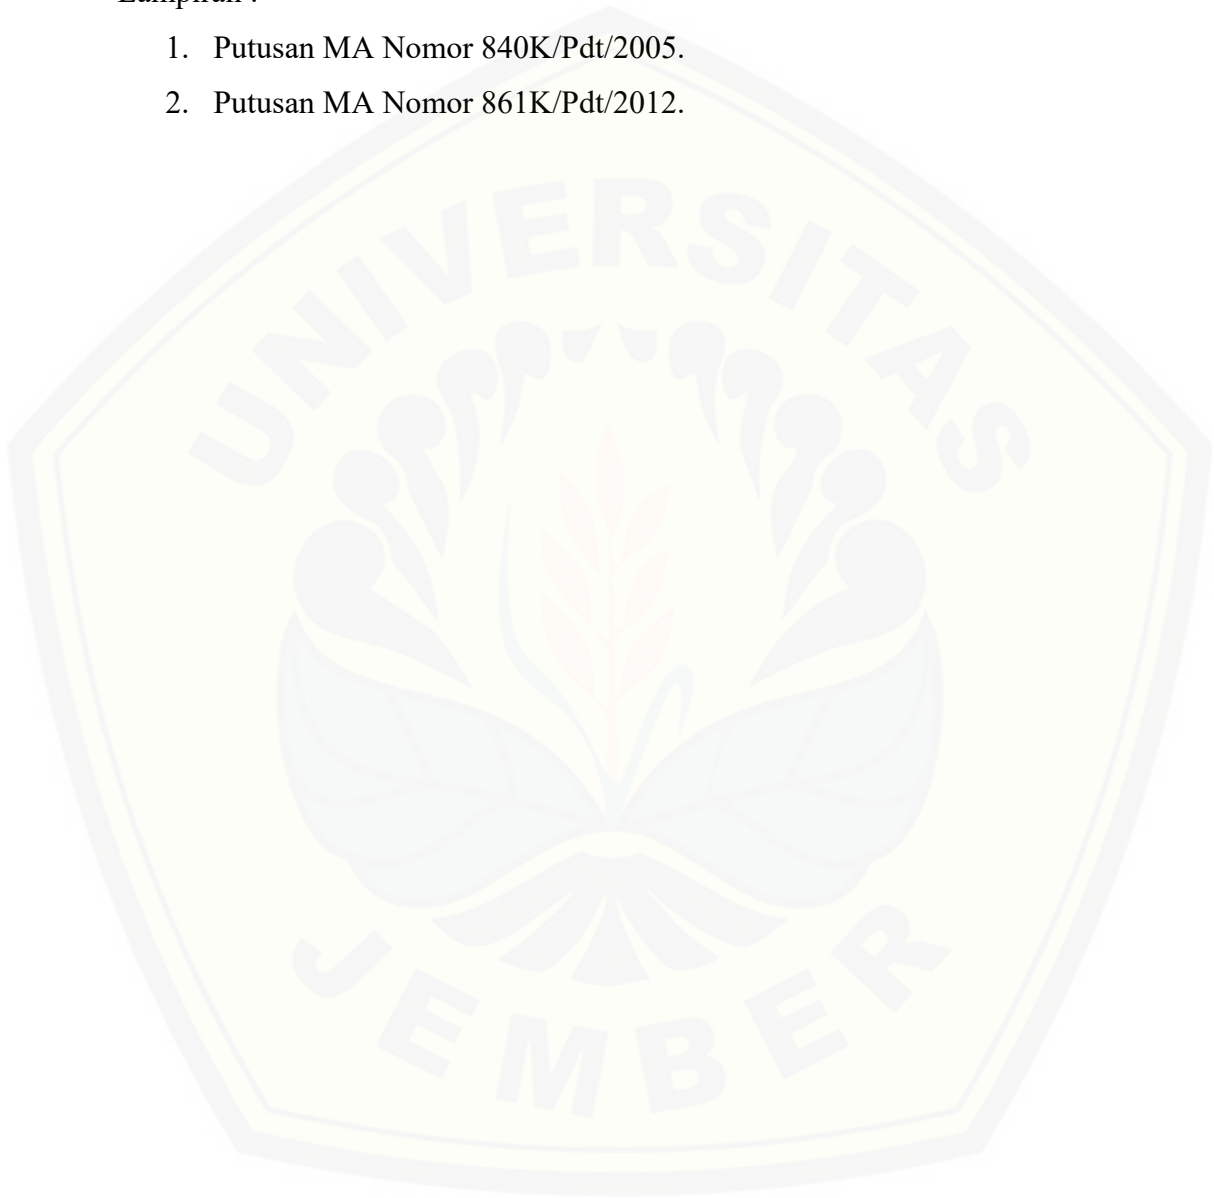 Lampiran :
1. Putusan MA Nomor 840K/Pdt/2005.
2. Putusan MA Nomor 861K/Pdt/2012.
UNIVERSITAS
JEMBER